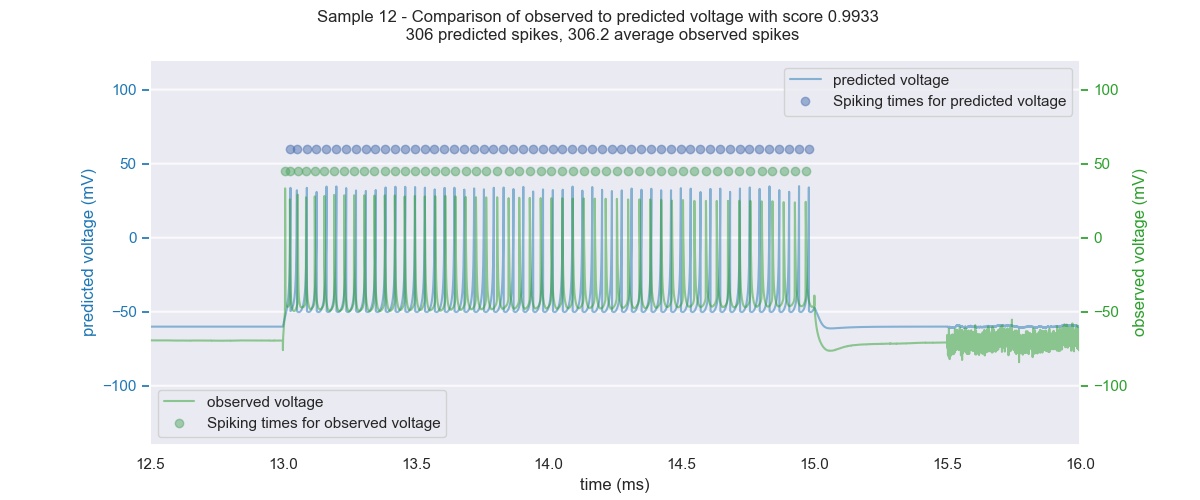 Sample 12 - Comparison of observed to predicted voltage with score 0.9933
306 predicted spikes, 306.2 average observed spikes
predicted voltage
Spiking times for predicted voltage
100
50
0
−50
−100
predicted voltage (mV)
100
50
0
−50
−100
observed voltage (mV)
observed voltage
Spiking times for observed voltage
12.5 13.0 13.5 14.0 14.5 15.0 15.5 16.0
time (ms)